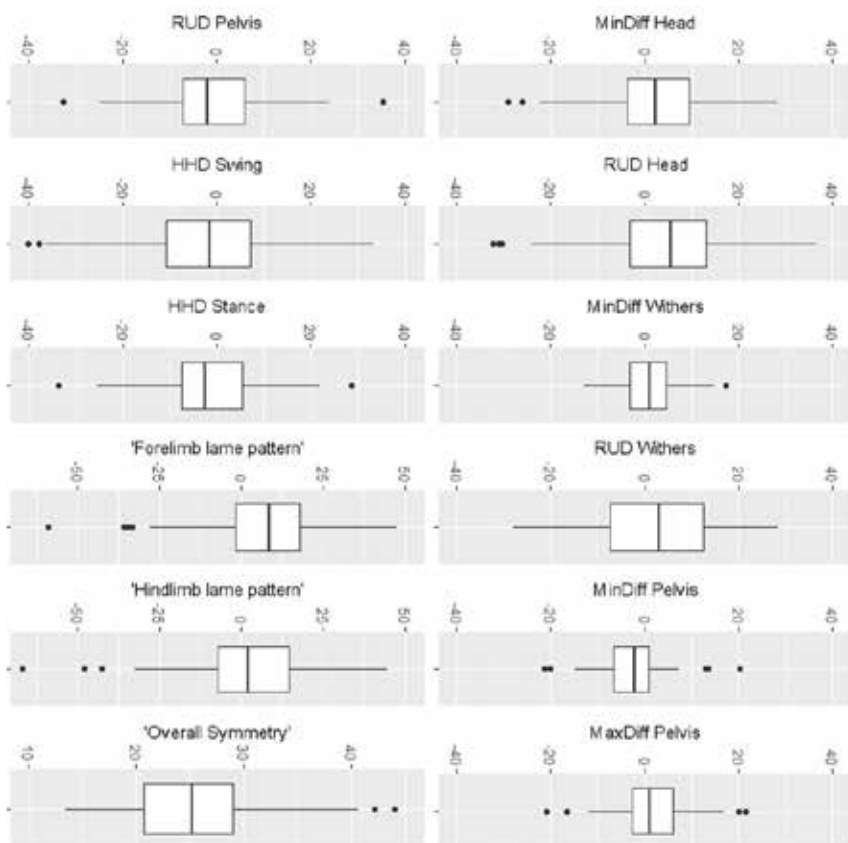 RUD Pelvis
-40 -20 0 20 40
MinDiff Head
-40 -20 0 20 40
HHD Swing
-40 -20 0 20 40
RUD Head
-40 -20 0 20 40
HHD Stance
-40 -20 0 20 40
MinDiff Withers
-40 -20 0 20 40
'Forelimb lame pattern'
-50 -25 0 25 50
RUD Withers
-40 -20 0 20 40
'Hindlimb lame pattern'
-50 -25 0 25 50
MinDiff Pelvis
-40 -20 0 20 40
'Overall Symmetry'
10 20 30 40
MaxDiff Pelvis
-40 -20 0 20 40